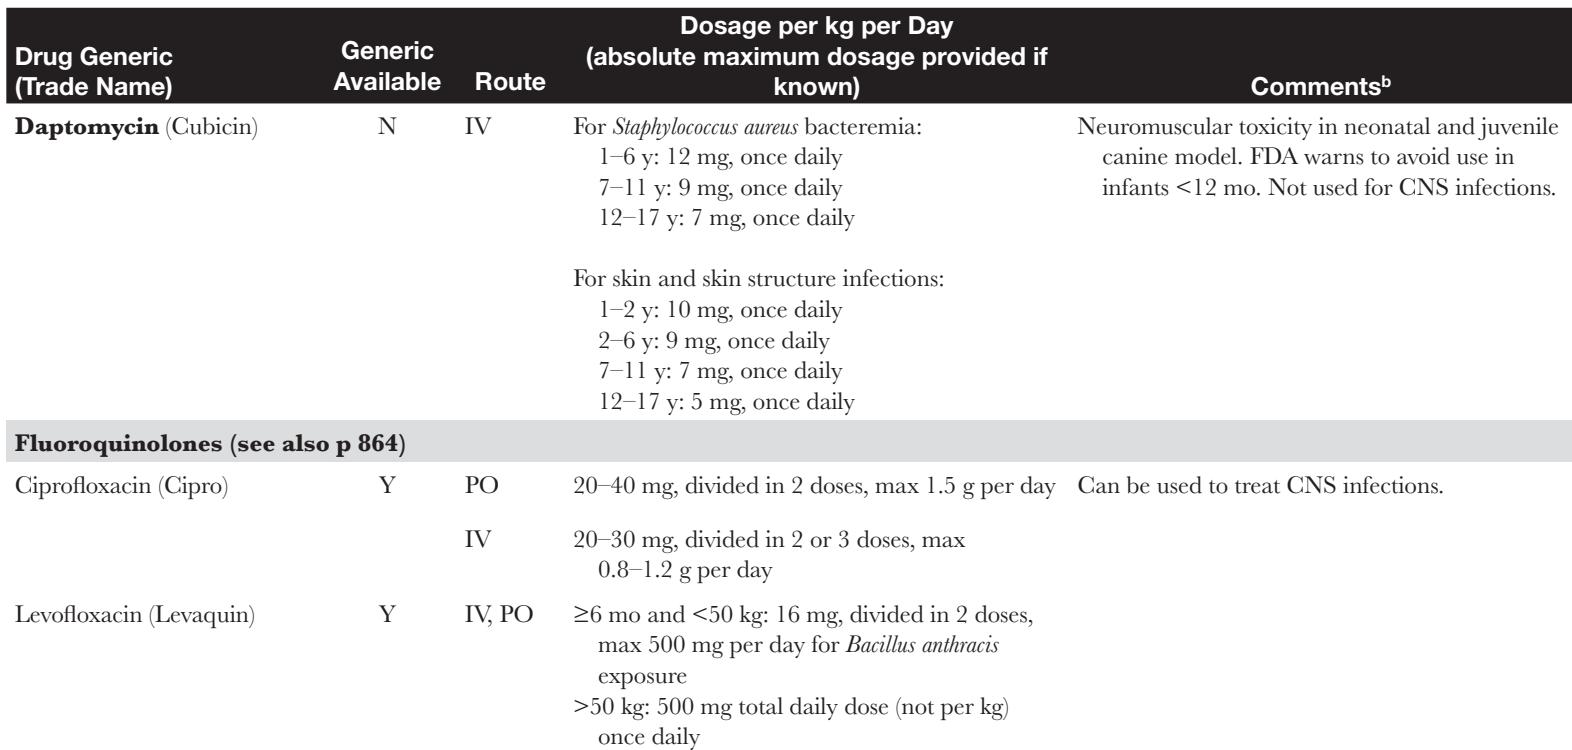 Drug Generic
(Trade Name)
Generic
Available
Route
Dosage per kg per Day
(absolute maximum dosage provided if
known)
Commentsᵇ
Daptomycin (Cubicin)
N
IV
For Staphylococcus aureus bacteremia:
1–6 y: 12 mg, once daily
7–11 y: 9 mg, once daily
12–17 y: 7 mg, once daily
For skin and skin structure infections:
1–2 y: 10 mg, once daily
2–6 y: 9 mg, once daily
7–11 y: 7 mg, once daily
12–17 y: 5 mg, once daily
Neuromuscular toxicity in neonatal and juvenile
canine model. FDA warns to avoid use in
infants <12 mo. Not used for CNS infections.
Fluoroquinolones (see also p 864)
Ciprofloxacin (Cipro)
Y
PO
20–40 mg, divided in 2 doses, max 1.5 g per day
Can be used to treat CNS infections.
IV
20–30 mg, divided in 2 or 3 doses, max
0.8–1.2 g per day
Levofloxacin (Levaquin)
Y
IV, PO
≥6 mo and <50 kg: 16 mg, divided in 2 doses,
max 500 mg per day for Bacillus anthracis
exposure
>50 kg: 500 mg total daily dose (not per kg)
once daily